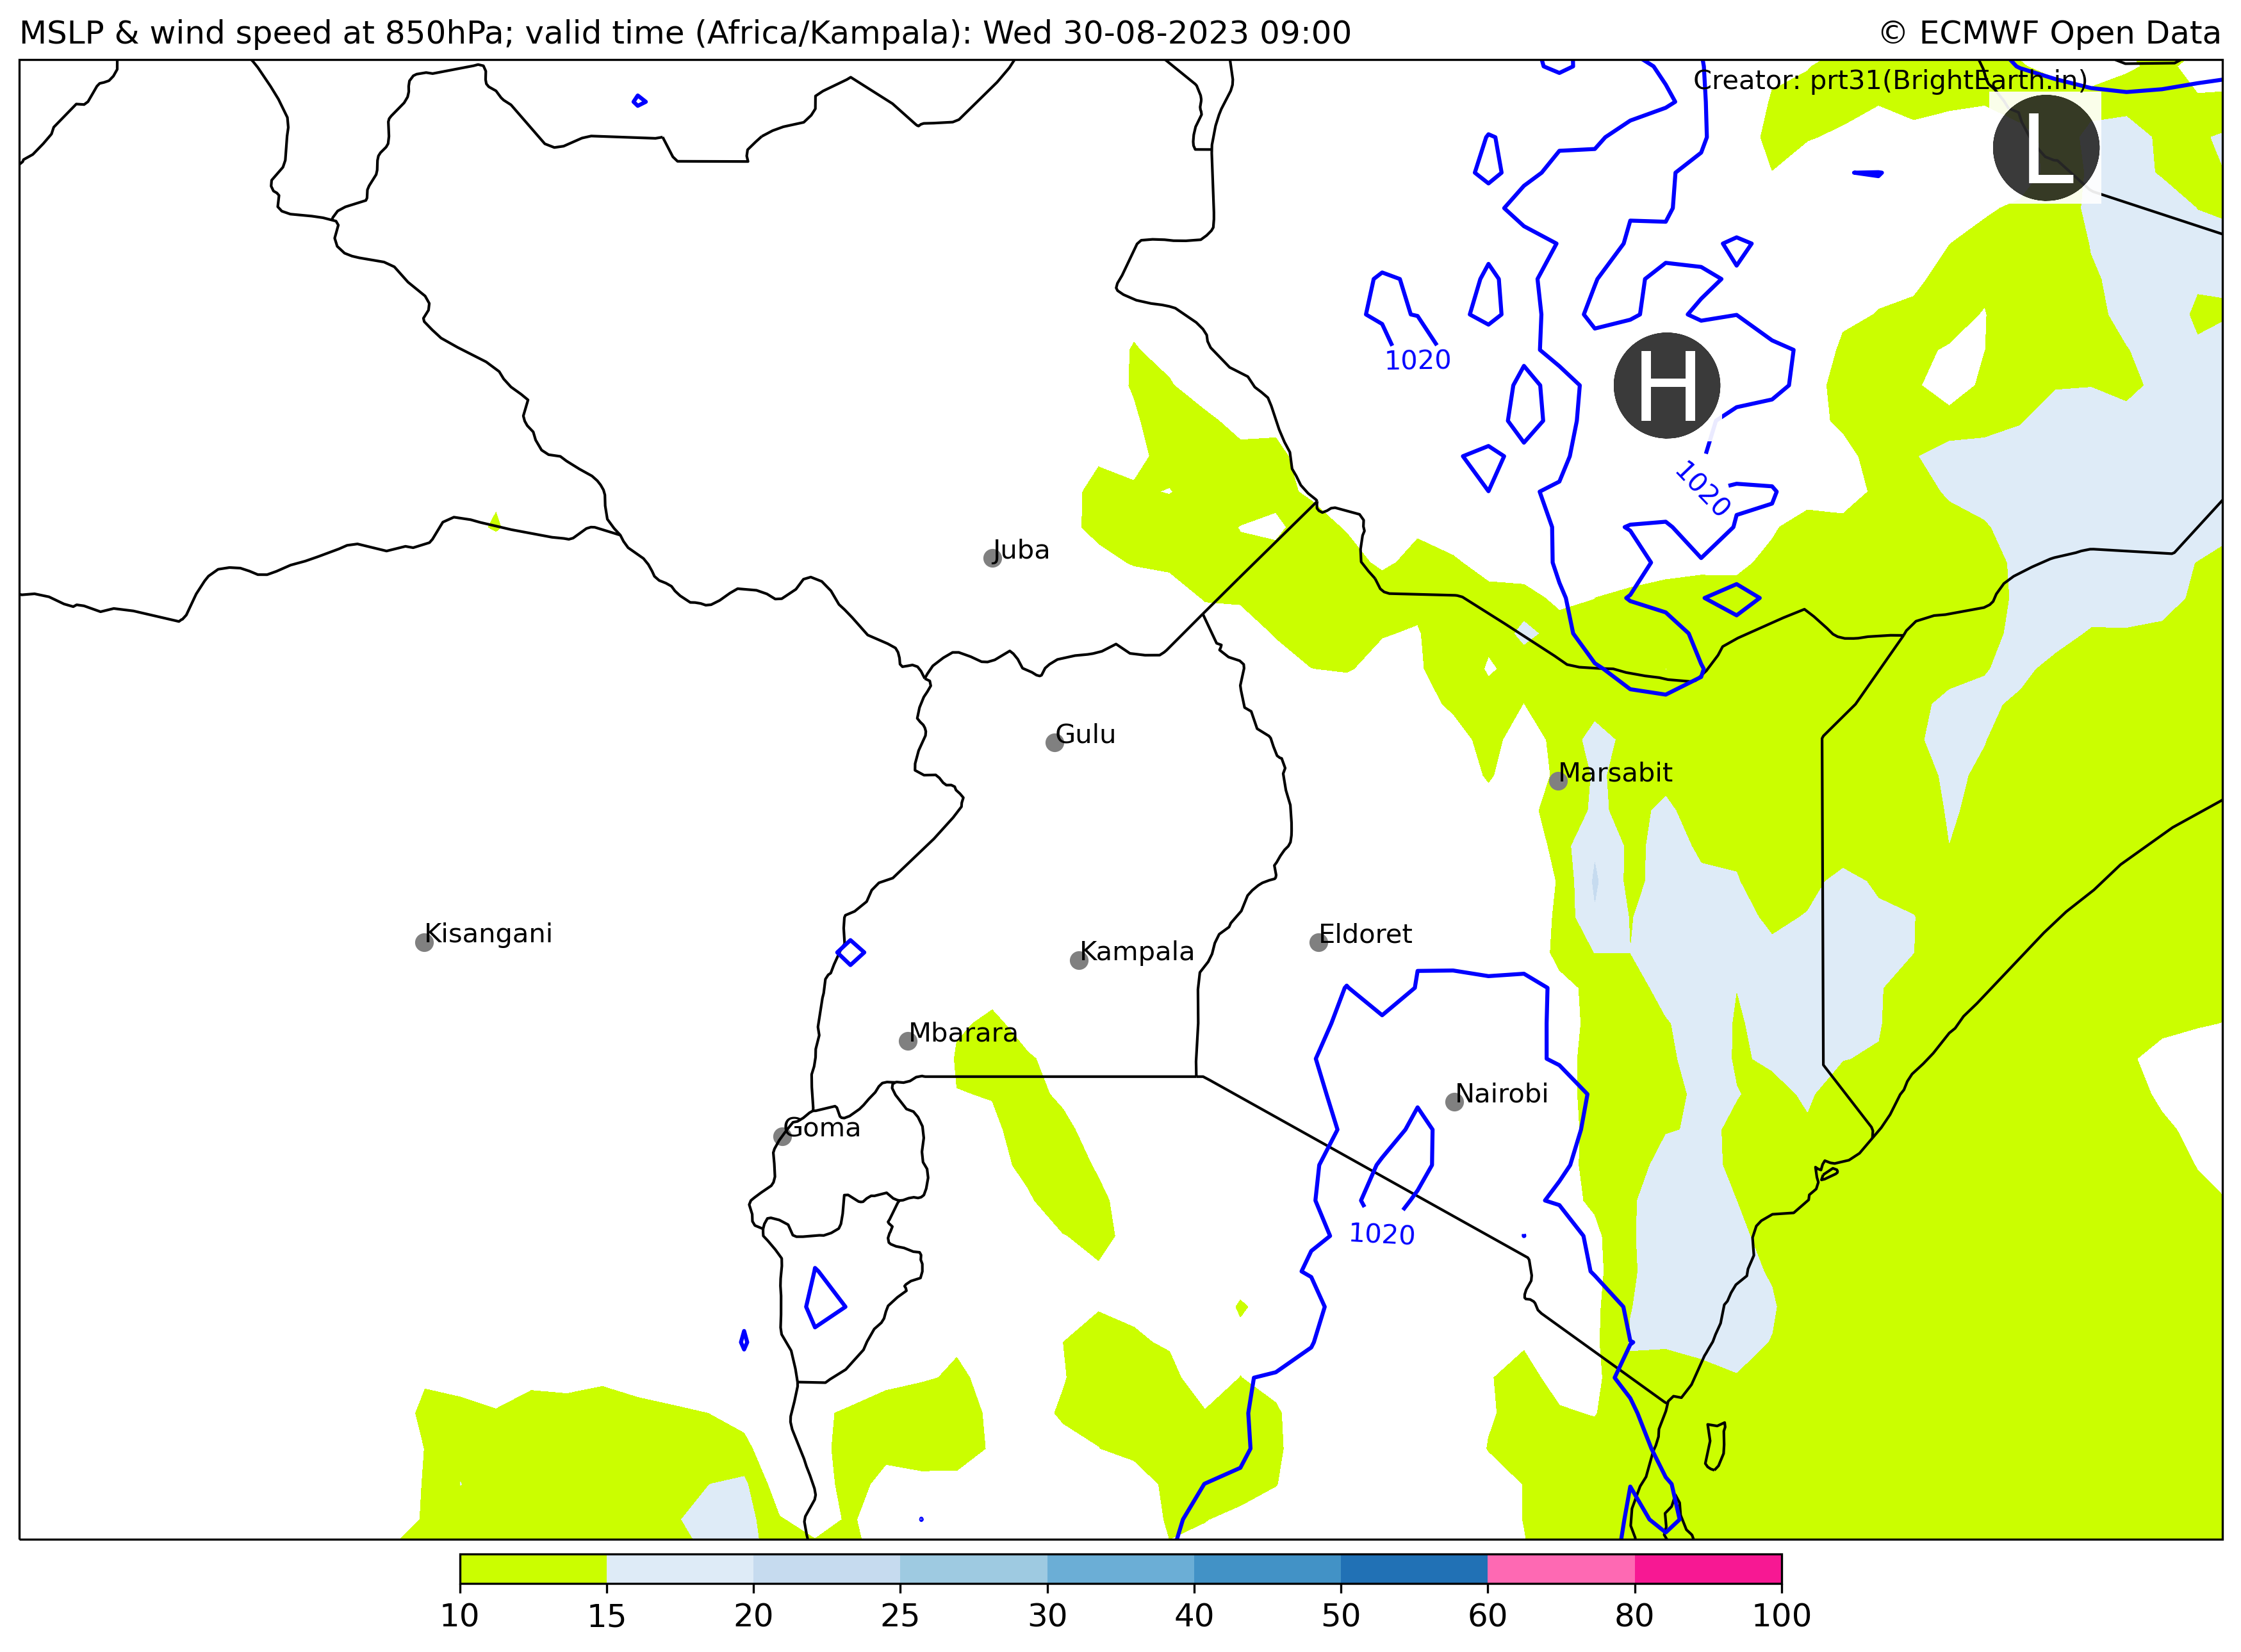 MSLP & wind speed at 850hPa; valid time (Africa/Kampala): Wed 30-08-2023 09:00
© ECMWF Open Data
Creator: prt31(BrightEarth.in)
L
1020
H
1020
Juba
Gulu
Marsabit
Kisangani
Eldoret
Kampala
Mbarara
Nairobi
Goma
1020
10 15 20 25 30 40 50 60 80 100